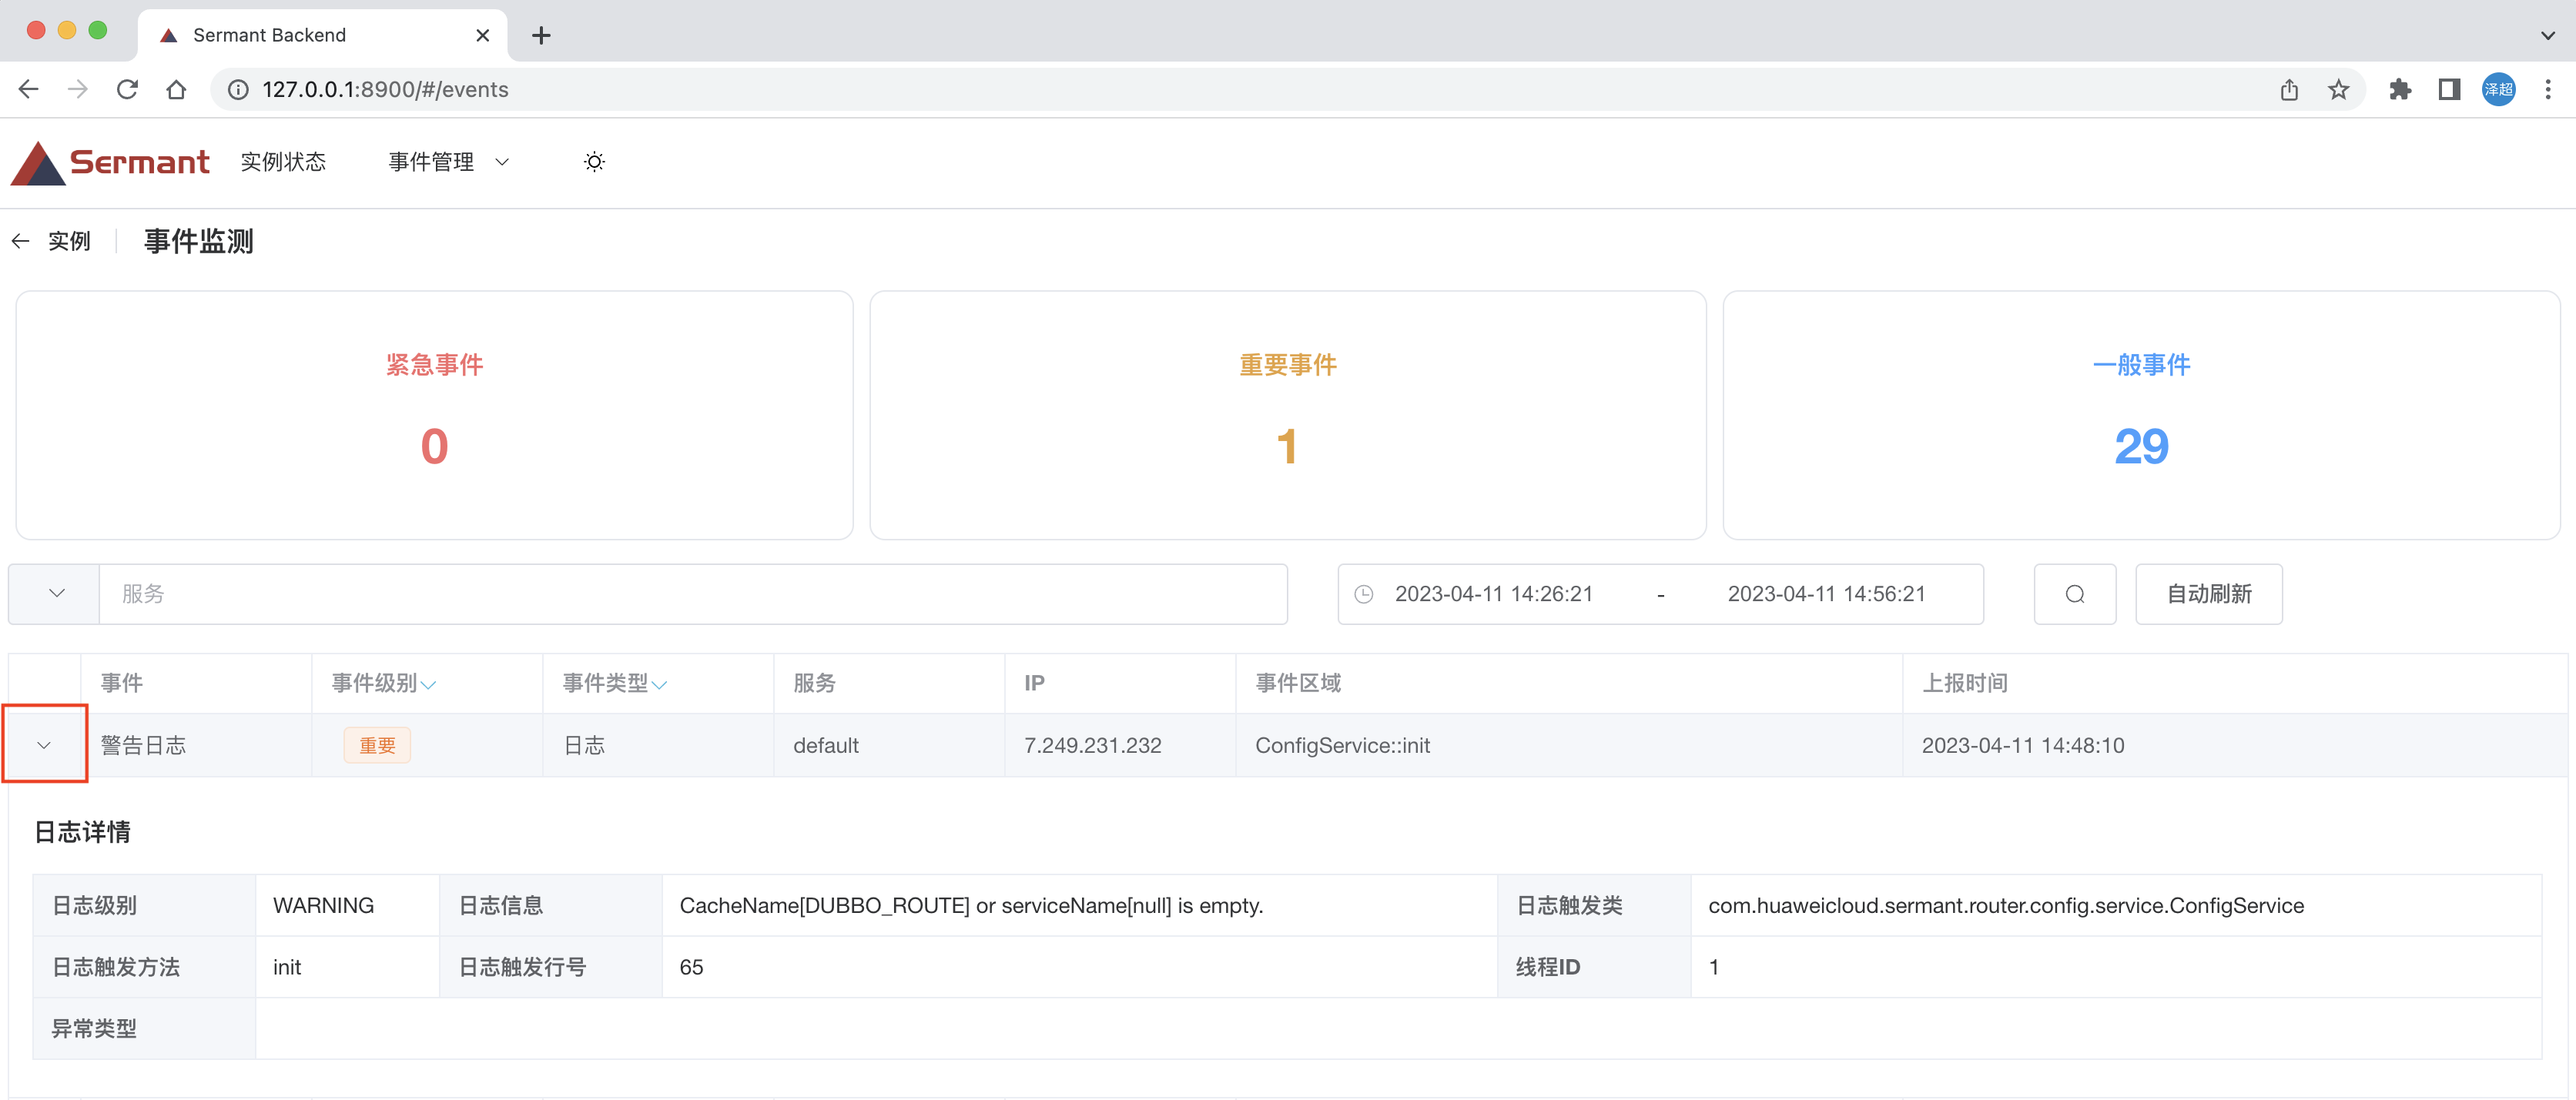 Sermant Backend
127.0.0.1:8900/#/events
泽超
Sermant 实例状态 事件管理
实例 事件监测
紧急事件 重要事件 一般事件
0 1 29
服务 2023-04-11 14:26:21 - 2023-04-11 14:56:21 自动刷新
事件 事件级别 事件类型 服务 IP 事件区域 上报时间
警告日志 重要 日志 default 7.249.231.232 ConfigService::init 2023-04-11 14:48:10
日志详情
日志级别 WARNING 日志信息 CacheName[DUBBO_ROUTE] or serviceName[null] is empty. 日志触发类 com.huaweicloud.sermant.router.config.service.ConfigService
日志触发方法 init 日志触发行号 65 线程ID 1
异常类型